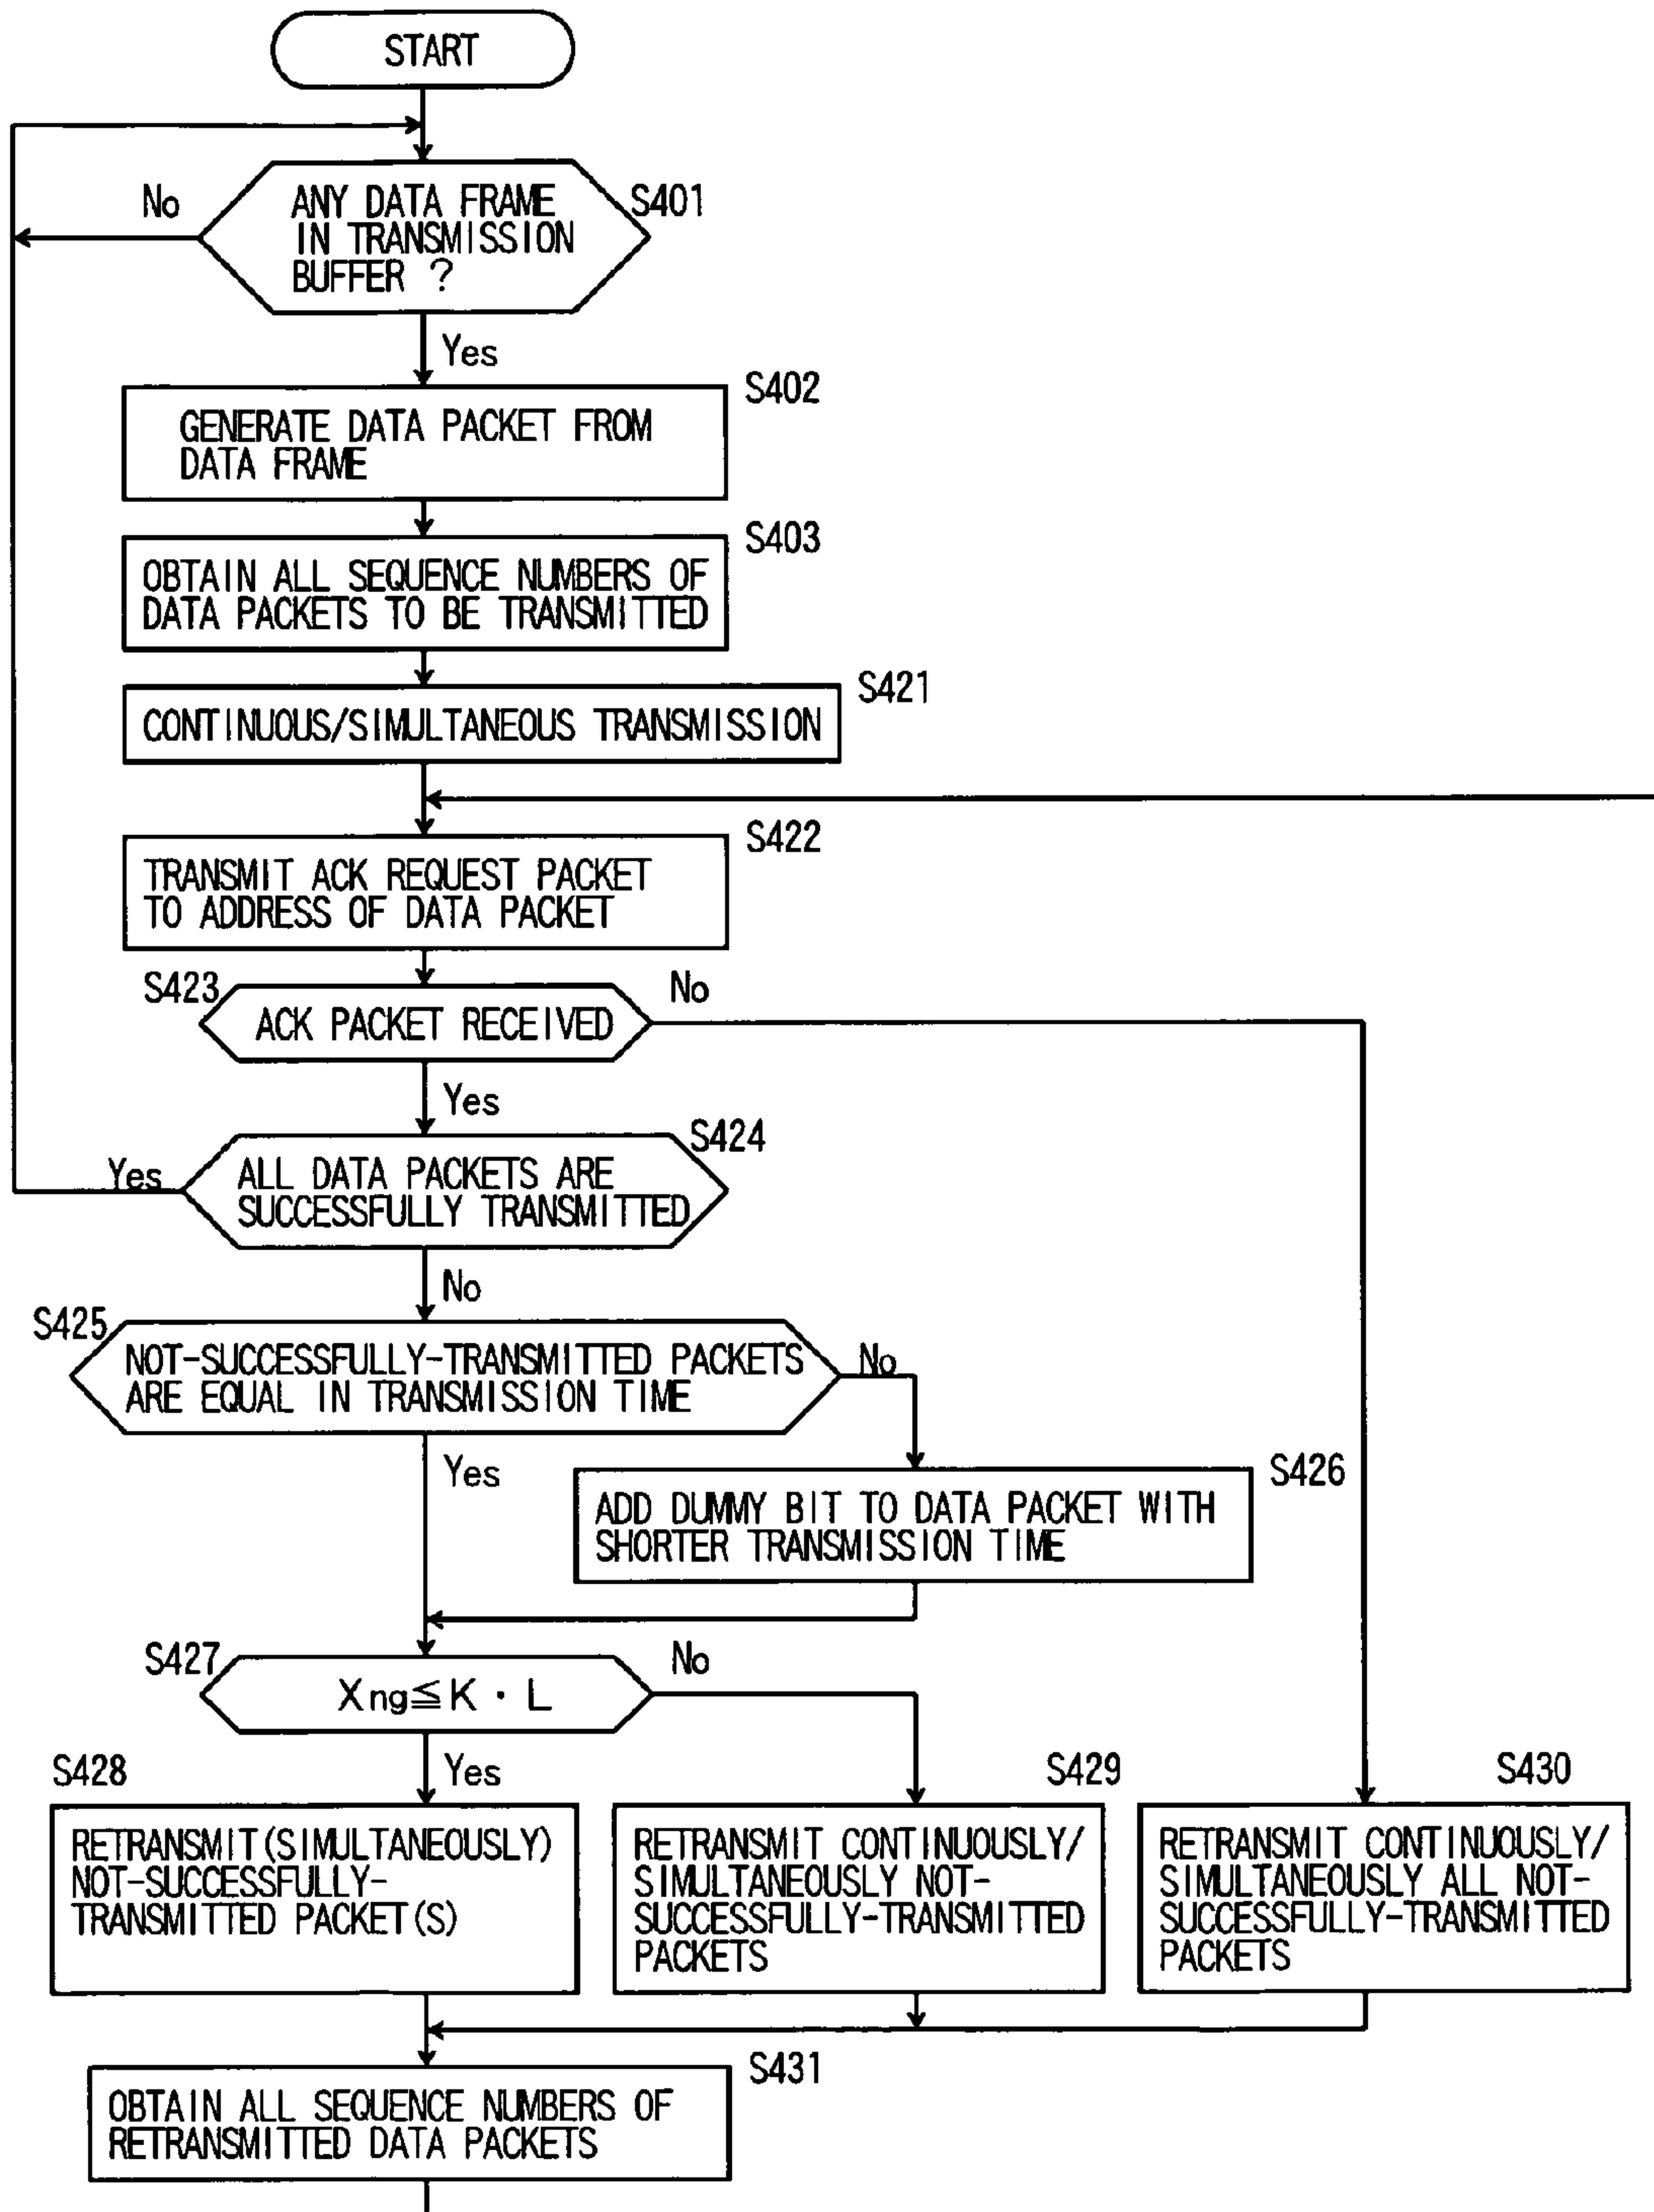 START
No
ANY DATA FRAME
IN TRANSMISSION
BUFFER ?
S401
Yes
S402
GENERATE DATA PACKET FROM
DATA FRAME
S403
OBTAIN ALL SEQUENCE NUMBERS OF
DATA PACKETS TO BE TRANSMITTED
S421
CONTINUOUS/SIMULTANEOUS TRANSMISSION
S422
TRANSMIT ACK REQUEST PACKET
TO ADDRESS OF DATA PACKET
S423
No
ACK PACKET RECEIVED
Yes
S424
Yes
ALL DATA PACKETS ARE
SUCCESSFULLY TRANSMITTED
No
S425
NOT-SUCCESSFULLY-TRANSMITTED PACKETS
ARE EQUAL IN TRANSMISSION TIME
No
Yes
S426
ADD DUMMY BIT TO DATA PACKET WITH
SHORTER TRANSMISSION TIME
S427
No
Xng≦K · L
S428
Yes
S429
S430
RETRANSMIT(SIMULTANEOUSLY)
NOT-SUCCESSFULLY-
TRANSMITTED PACKET(S)
RETRANSMIT CONTINUOUSLY/
SIMULTANEOUSLY NOT-
SUCCESSFULLY-TRANSMITTED
PACKETS
RETRANSMIT CONTINUOUSLY/
SIMULTANEOUSLY ALL NOT-
SUCCESSFULLY-TRANSMITTED
PACKETS
S431
OBTAIN ALL SEQUENCE NUMBERS OF
RETRANSMITTED DATA PACKETS